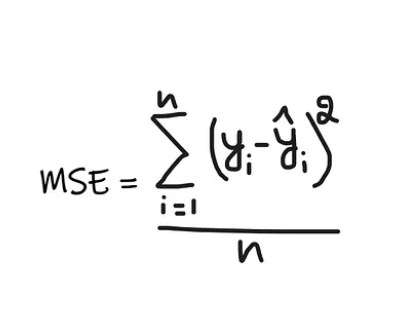 n
MSE = ∑ (yᵢ - ŷᵢ)²
i=1
n